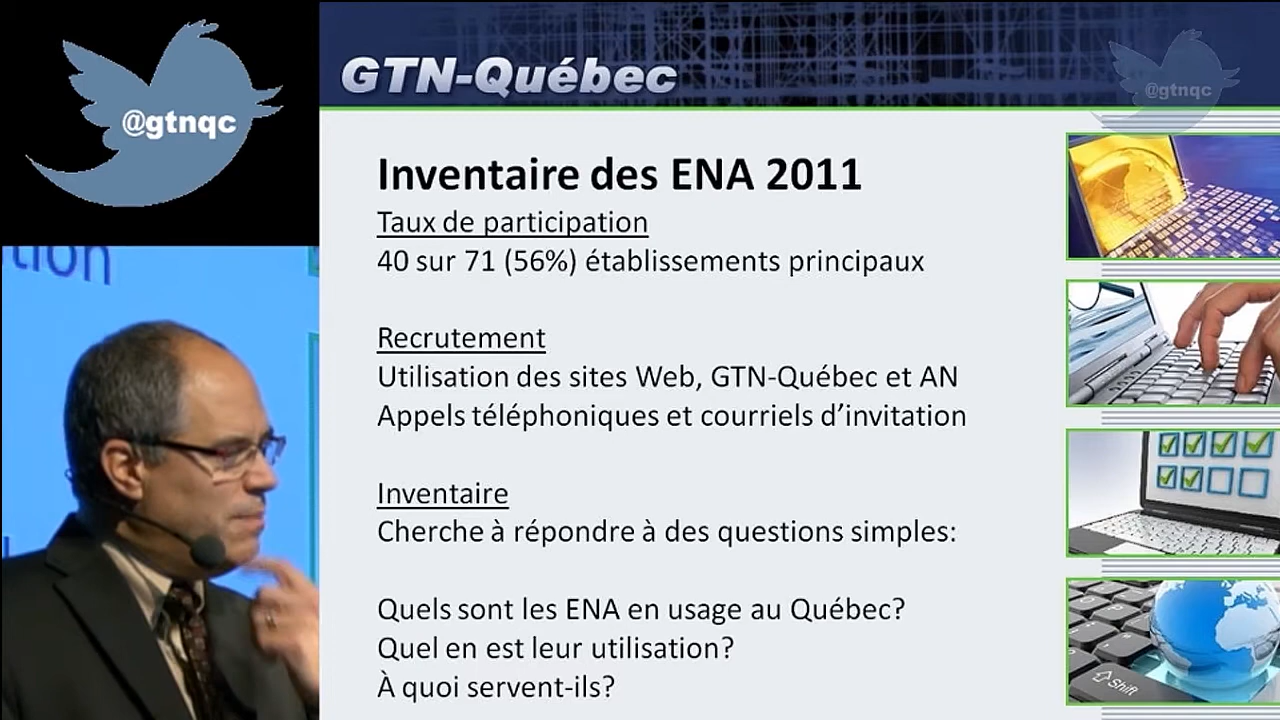 @gtnqc
GTN-Québec
@gtnqc
Inventaire des ENA 2011
Taux de participation
40 sur 71 (56%) établissements principaux
Recrutement
Utilisation des sites Web, GTN-Québec et AN
Appels téléphoniques et courriels d’invitation
Inventaire
Cherche à répondre à des questions simples:
Quels sont les ENA en usage au Québec?
Quel en est leur utilisation?
À quoi servent-ils?
tion
Shift